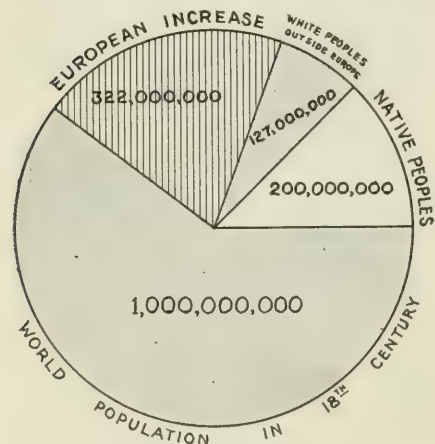 EUROPEAN INCREASE
WHITE PEOPLES
OUTSIDE EUROPE
NATIVE PEOPLES
322,000,000
127,000,000
200,000,000
1,000,000,000
WORLD POPULATION IN 18TH CENTURY